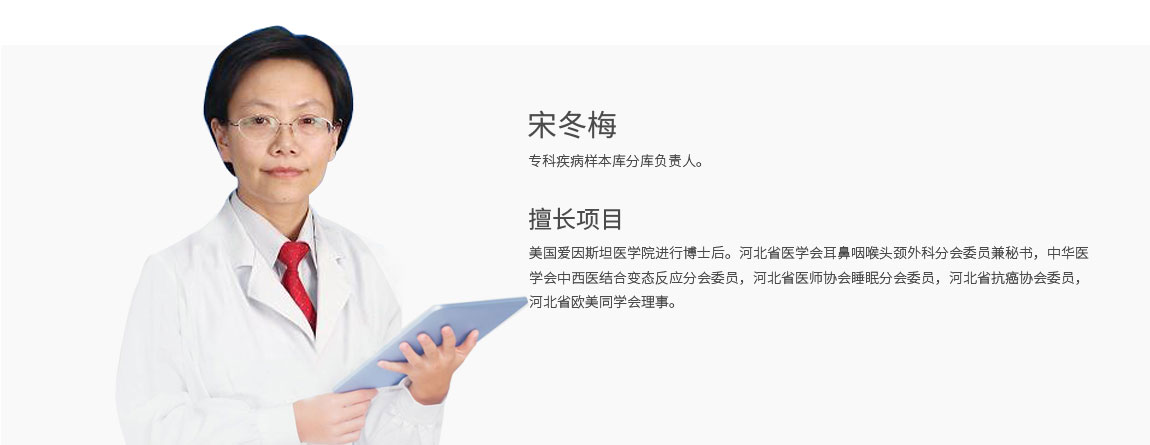 宋冬梅
专科疾病样本库分库负责人。
擅长项目
美国爱因斯坦医学院进行博士后。河北省医学会耳鼻咽喉头颈外科分会委员兼秘书，中华医
学会中西医结合变态反应分会委员，河北省医师协会睡眠分会委员，河北省抗癌协会委员，
河北省欧美同学会理事。